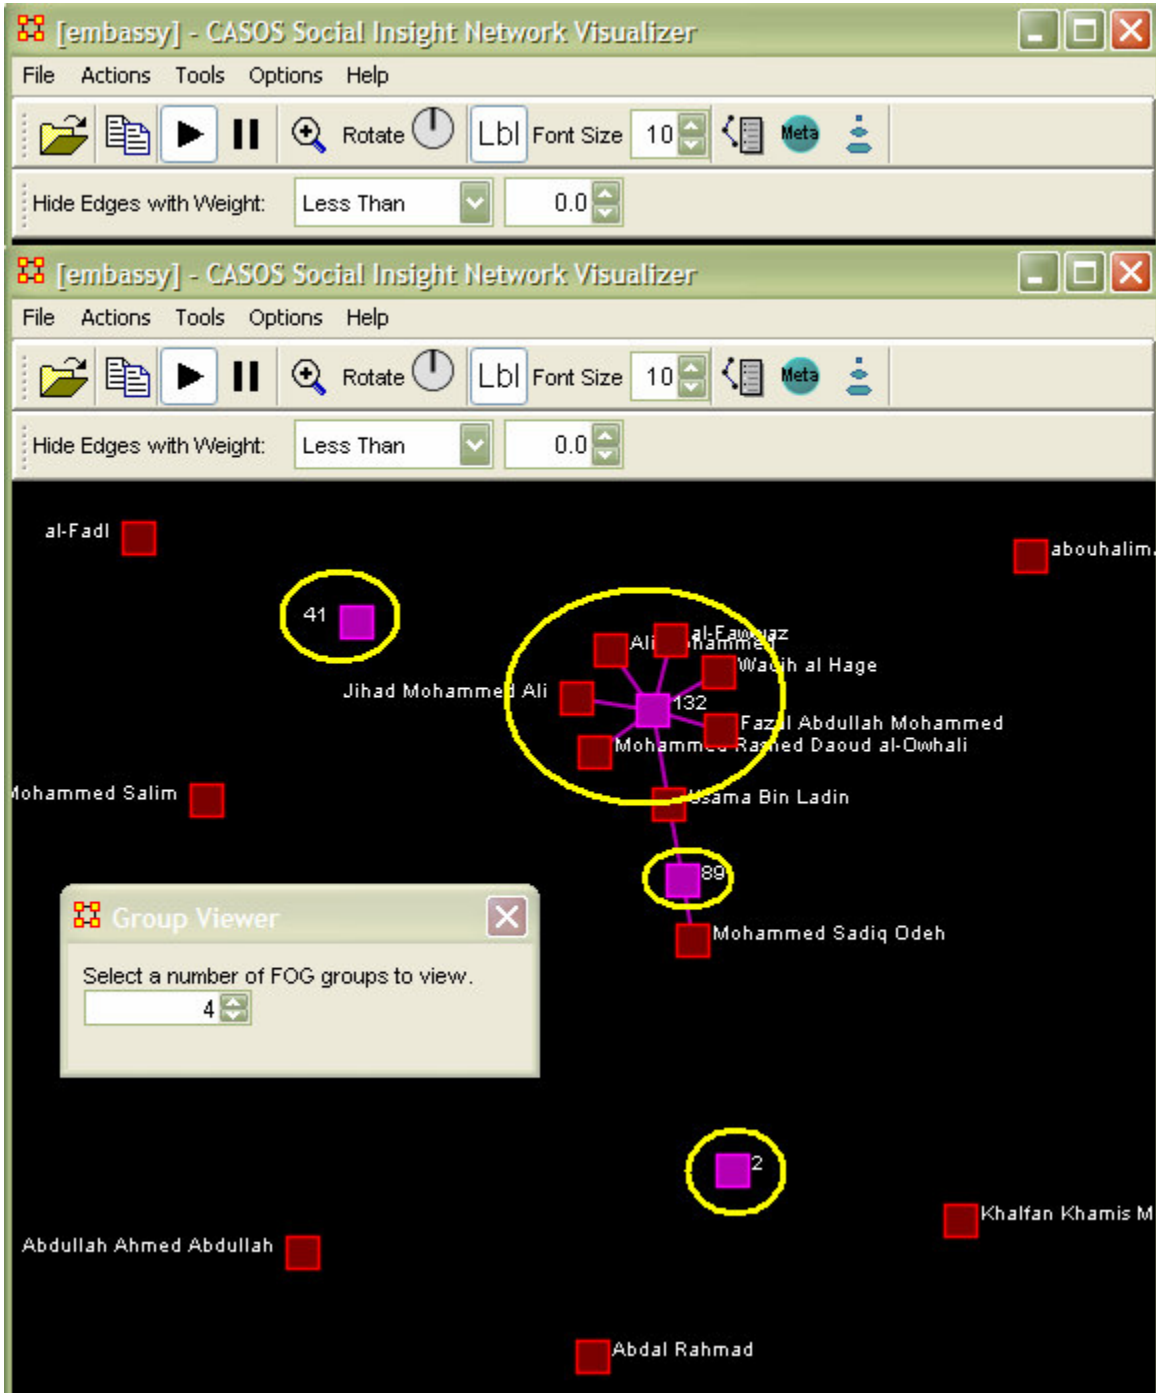 [embassy] - CASOS Social Insight Network Visualizer
File Actions Tools Options Help
Rotate Lbl Font Size 10 Meta
Hide Edges with Weight: Less Than 0.0
[embassy] - CASOS Social Insight Network Visualizer
File Actions Tools Options Help
Rotate Lbl Font Size 10 Meta
Hide Edges with Weight: Less Than 0.0
al-Fadl
abouhalima
41
al-Fawwaz
Ali Mohammed
Wadih al Hage
Jihad Mohammed Ali
132
Fazul Abdullah Mohammed
Mohammed Rashed Daoud al-Owhali
Mohammed Salim
Usama Bin Ladin
89
Group Viewer
Mohammed Sadiq Odeh
Select a number of FOG groups to view.
4
2
Khalfan Khamis M
Abdullah Ahmed Abdullah
Abdal Rahmad